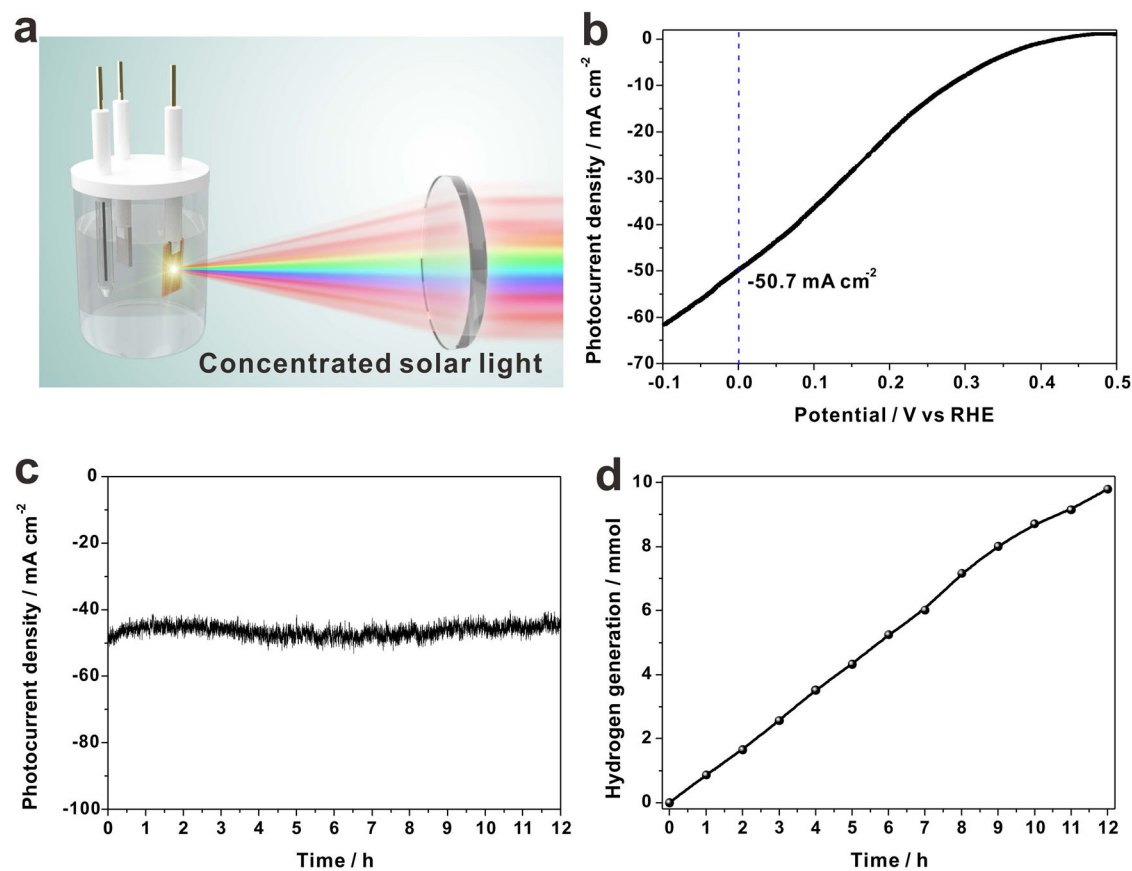 a
Concentrated solar light
b
Photocurrent density / mA cm-2
0
-10
-20
-30
-40
-50
-60
-70
-50.7 mA cm-2
-0.1 0.0 0.1 0.2 0.3 0.4 0.5
Potential / V vs RHE
c
Photocurrent density / mA cm-2
0
-20
-40
-60
-80
-100
0 1 2 3 4 5 6 7 8 9 10 11 12
Time / h
d
Hydrogen generation / mmol
10
8
6
4
2
0
0 1 2 3 4 5 6 7 8 9 10 11 12
Time / h